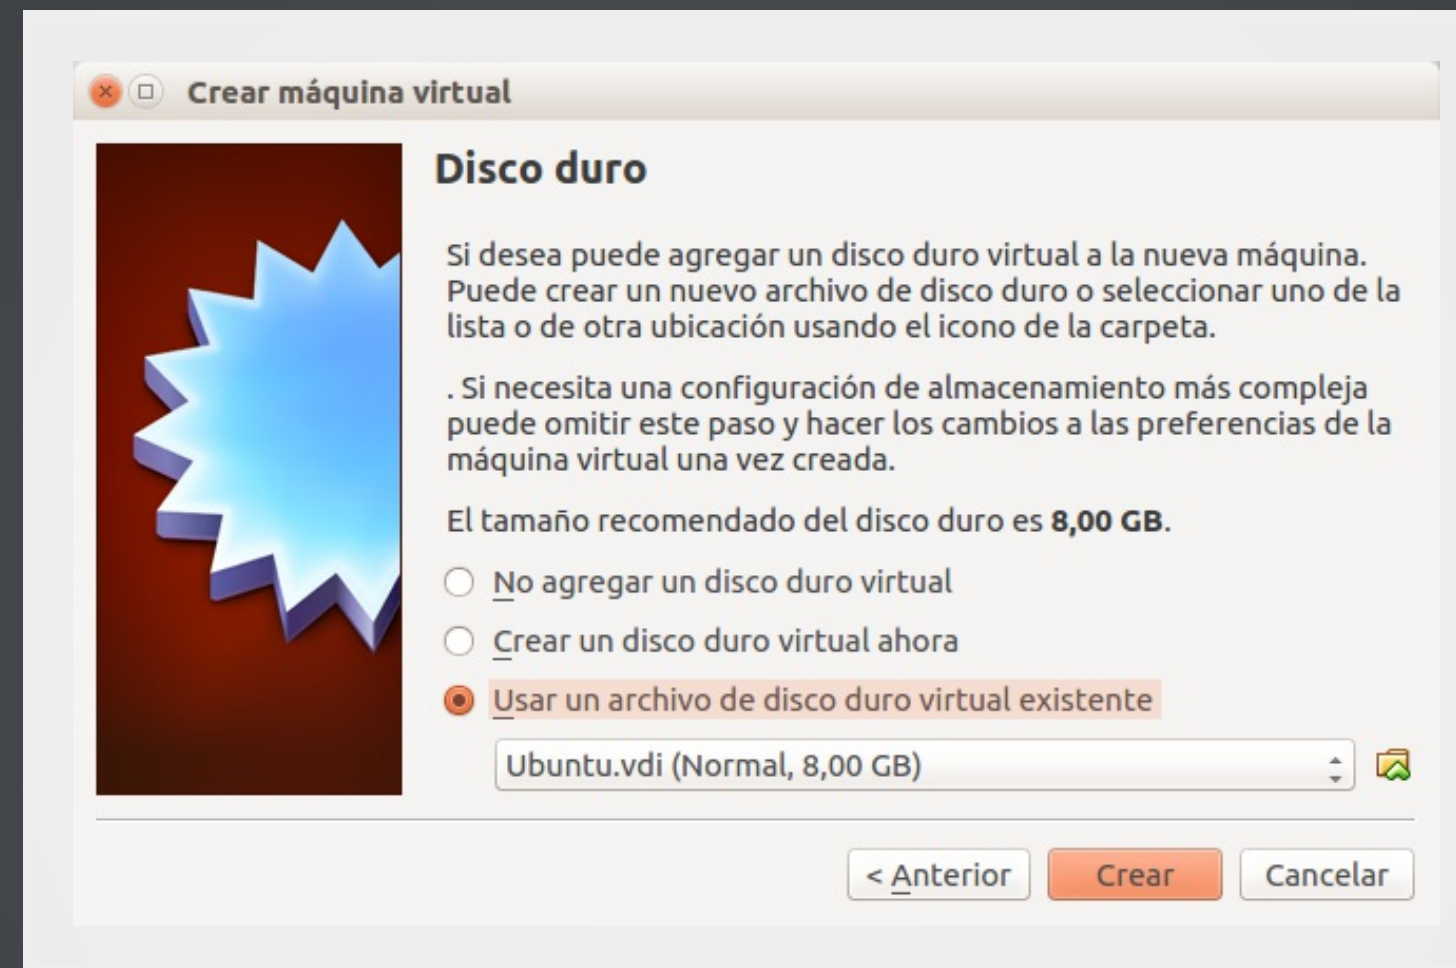 Crear máquina virtual
Disco duro
Si desea puede agregar un disco duro virtual a la nueva máquina.
Puede crear un nuevo archivo de disco duro o seleccionar uno de la
lista o de otra ubicación usando el icono de la carpeta.
. Si necesita una configuración de almacenamiento más compleja
puede omitir este paso y hacer los cambios a las preferencias de la
máquina virtual una vez creada.
El tamaño recomendado del disco duro es 8,00 GB.
No agregar un disco duro virtual
Crear un disco duro virtual ahora
Usar un archivo de disco duro virtual existente
Ubuntu.vdi (Normal, 8,00 GB)
< Anterior Crear Cancelar